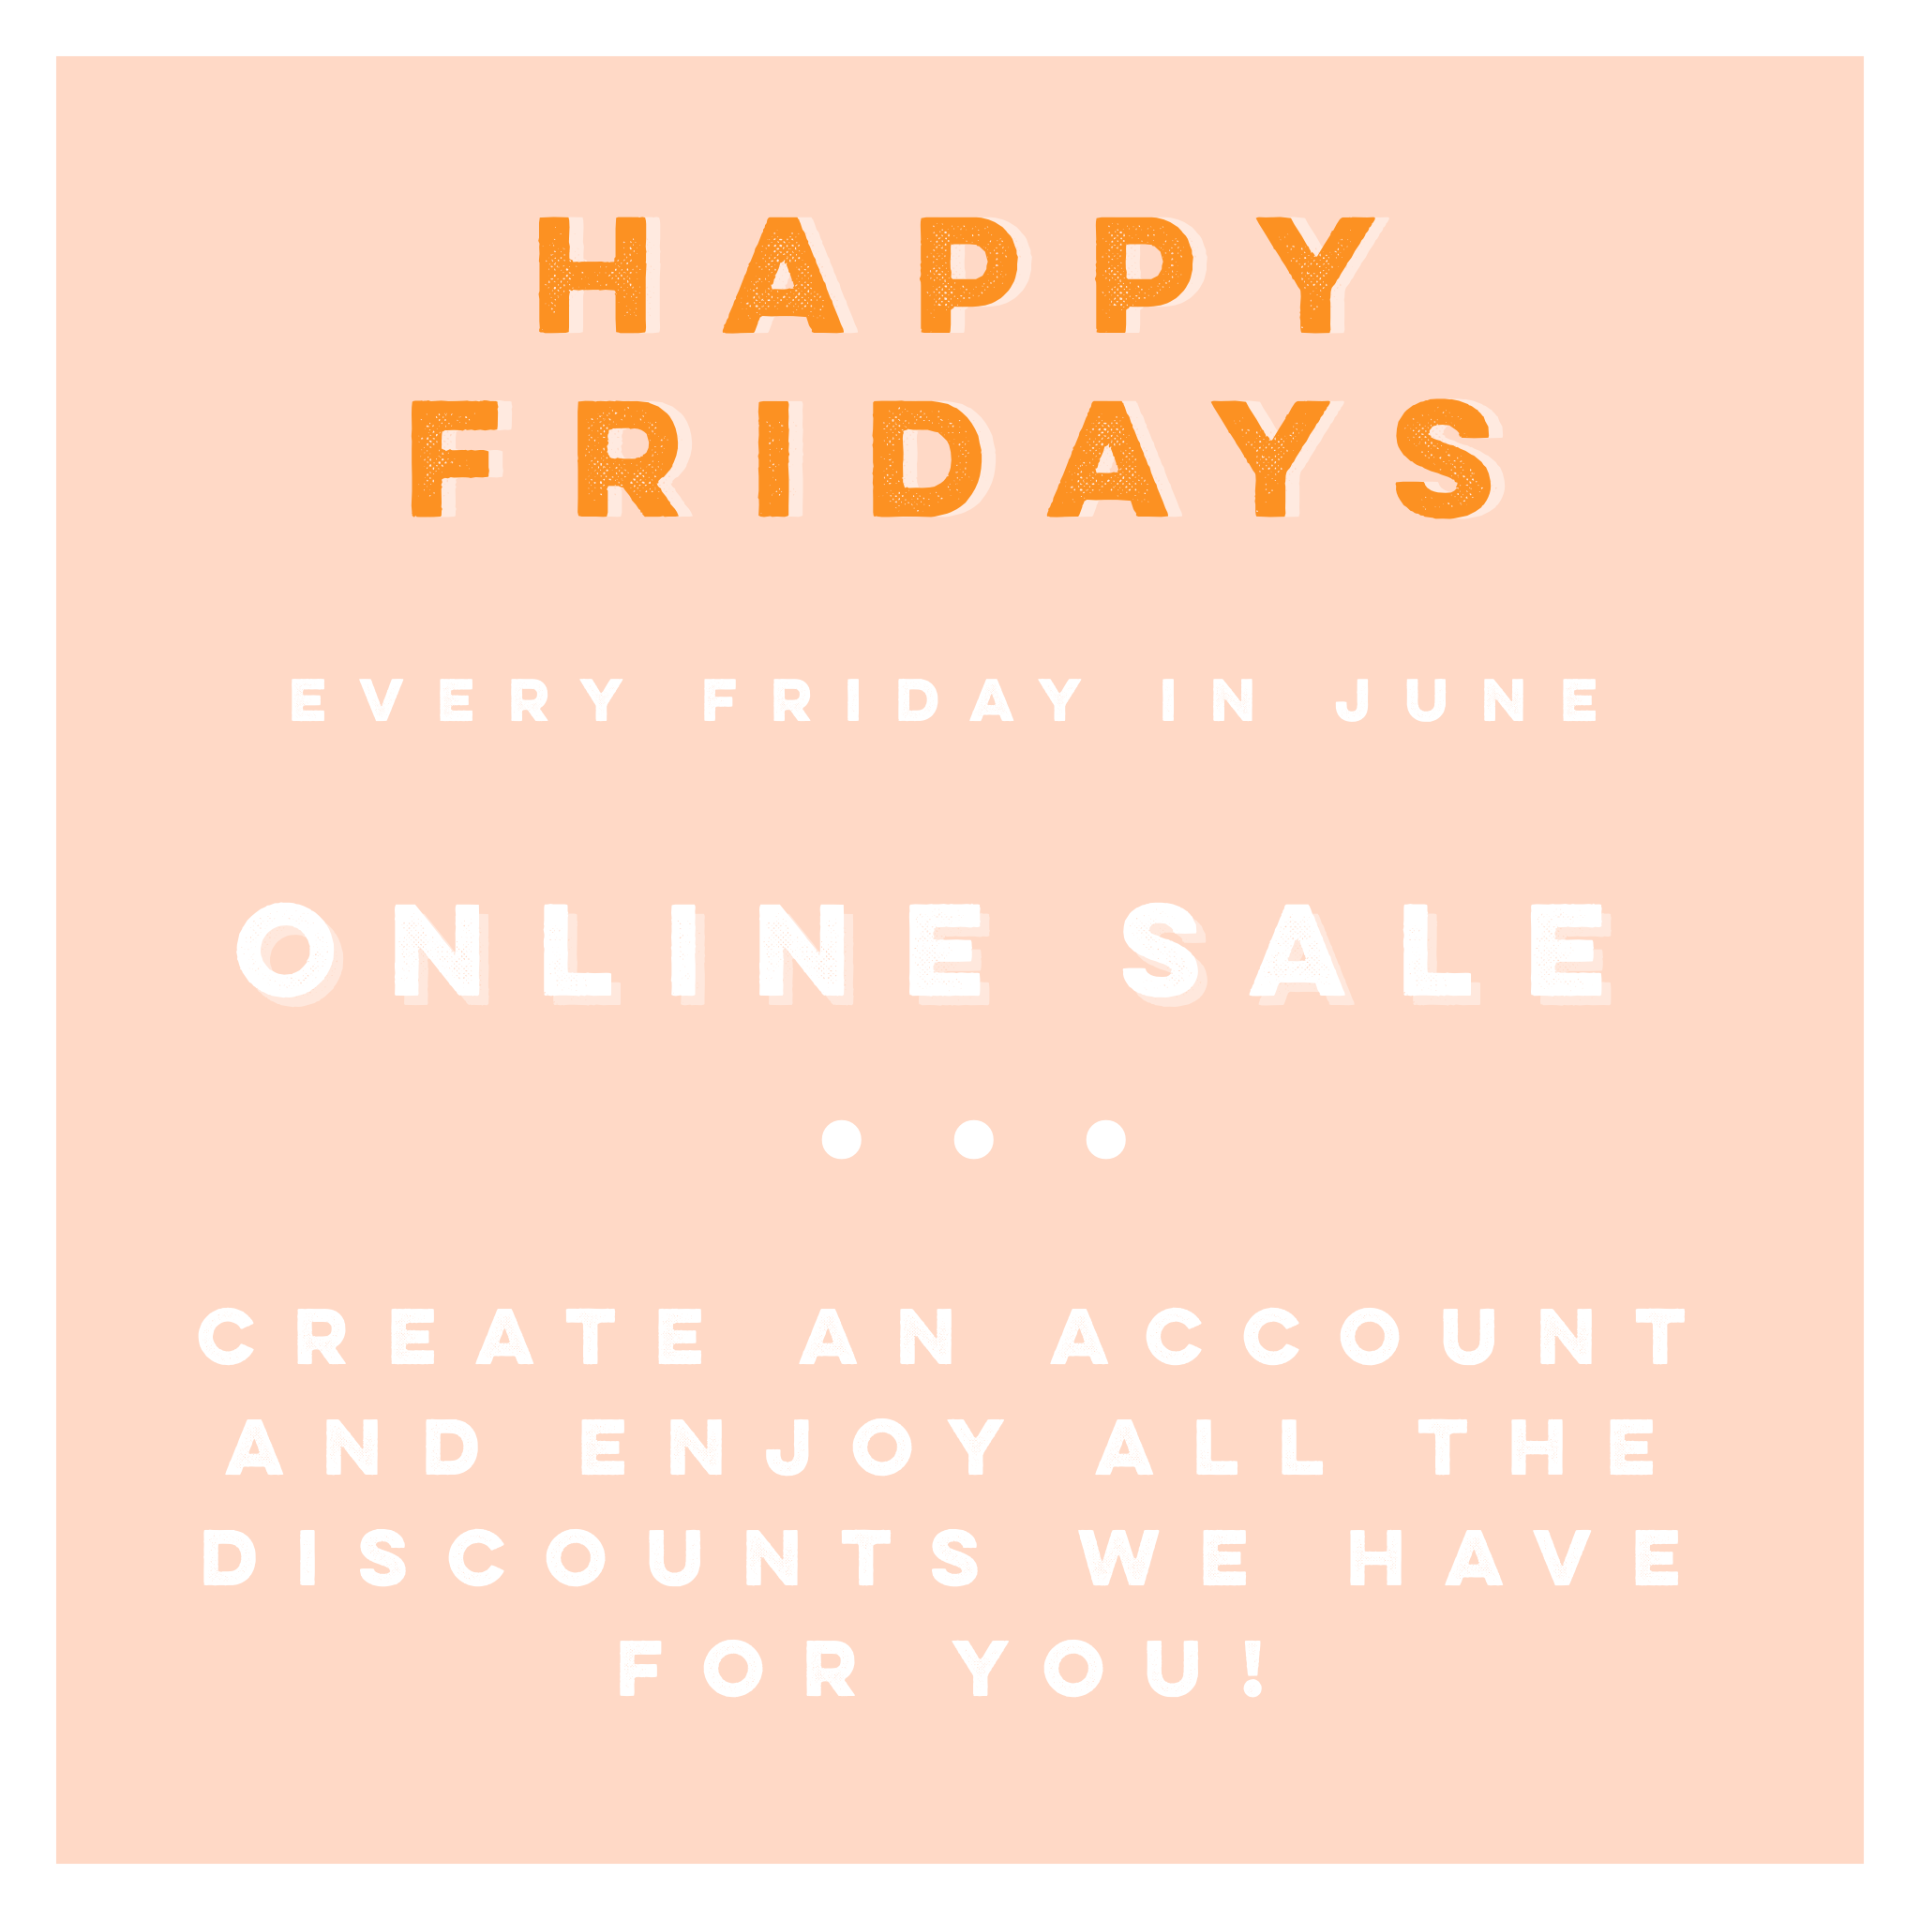 HAPPY
FRIDAYS
EVERY FRIDAY IN JUNE
ONLINE SALE
CREATE AN ACCOUNT
AND ENJOY ALL THE
DISCOUNTS WE HAVE
FOR YOU!